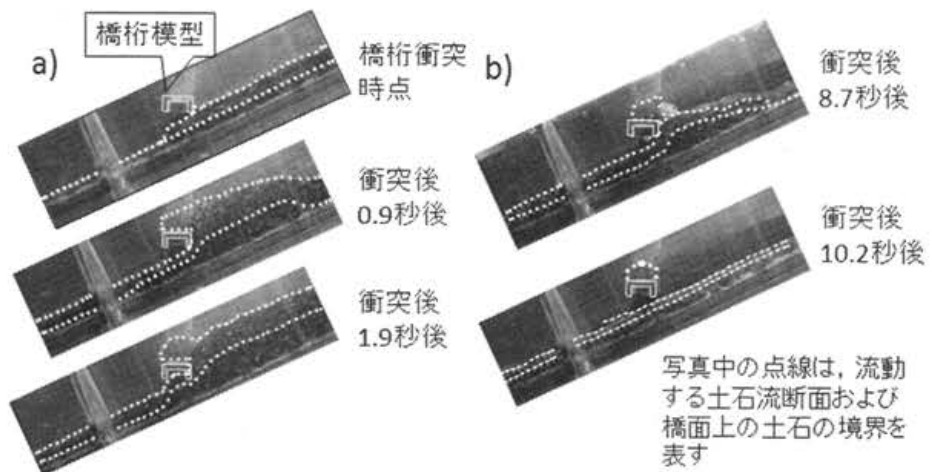 a)
橋桁模型
橋桁衝突
時点
衝突後
0.9秒後
衝突後
1.9秒後
b)
衝突後
8.7秒後
衝突後
10.2秒後
写真中の点線は，流動
する土石流断面および
橋面上の土石の境界を
表す